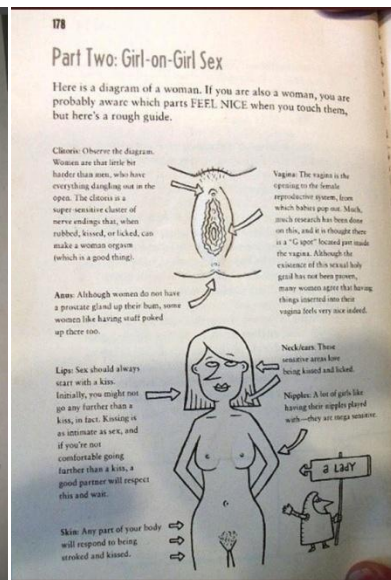 178
Part Two: Girl-on-Girl Sex
Here is a diagram of a woman. If you are also a woman, you are
probably aware which parts FEEL NICE when you touch them,
but here's a rough guide.
Clitoris: Observe the diagram.
Women are that little bit
harder than men, who have
everything dangling out in the
open. The clitoris is a
super-sensitive cluster of
nerve endings that, when
rubbed, kissed, or licked, can
make a woman orgasm
(which is a good thing).
Vagina: The vagina is the
opening to the female
reproductive system, from
which babies pop out. Much,
much research has been done
on this, and it is thought there
is a "G spot" located just inside
the vagina. Although the
existence of this sexual holy
grail has not been proven,
many women agree that having
things inserted into their
vagina feels very nice indeed.
Anus: Although women do not have
a prostate gland up their bum, some
women like having stuff poked
up there too.
Neck/ears: These
sensitive areas love
being kissed and licked.
Lips: Sex should always
start with a kiss.
Initially, you might not
go any further than a
kiss, in fact. Kissing is
as intimate as sex, and
if you're not
comfortable going
further than a kiss, a
good partner will respect
this and wait.
Nipples: A lot of girls like
having their nipples played
with—they are mega sensitive.
a LADY
Skin: Any part of your body
will respond to being
stroked and kissed.